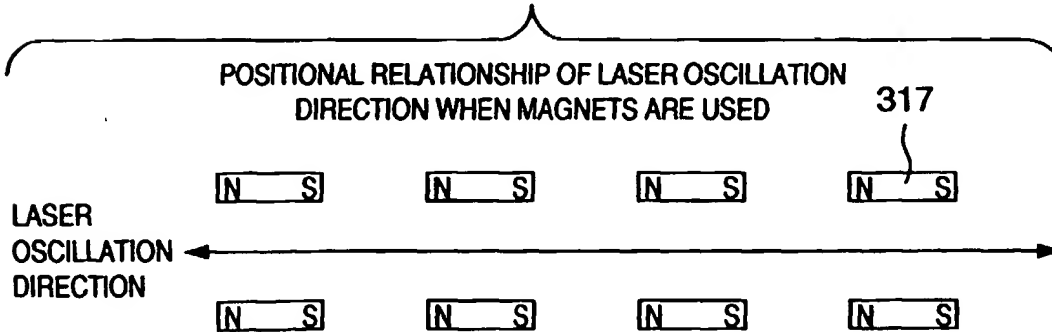 POSITIONAL RELATIONSHIP OF LASER OSCILLATION
DIRECTION WHEN MAGNETS ARE USED
317
N S N S N S N S
LASER
OSCILLATION
DIRECTION
N S N S N S N S